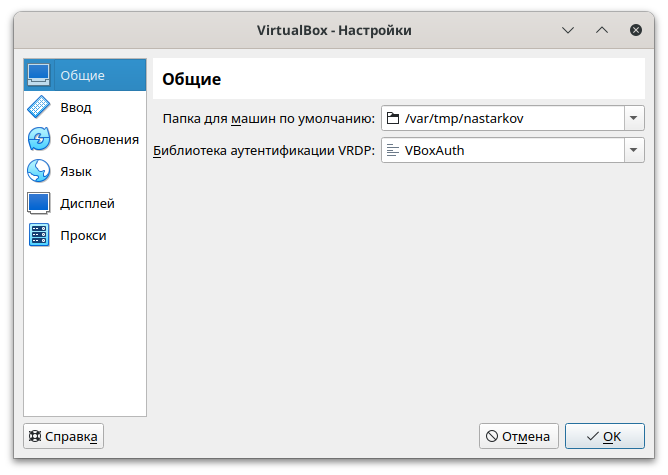 VirtualBox - Настройки
Общие
Ввод
Обновления
Язык
Дисплей
Прокси
Общие
Папка для машин по умолчанию: /var/tmp/nastarkov
Библиотека аутентификации VRDP: VBoxAuth
Справка Отмена OK